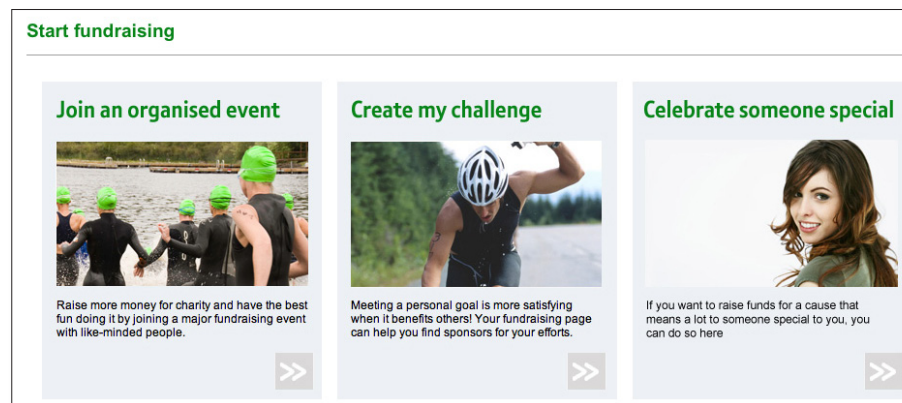 Start fundraising
Join an organised event
Raise more money for charity and have the best
fun doing it by joining a major fundraising event
with like-minded people.
Create my challenge
Meeting a personal goal is more satisfying
when it benefits others! Your fundraising page
can help you find sponsors for your efforts.
Celebrate someone special
If you want to raise funds for a cause that
means a lot to someone special to you, you
can do so here